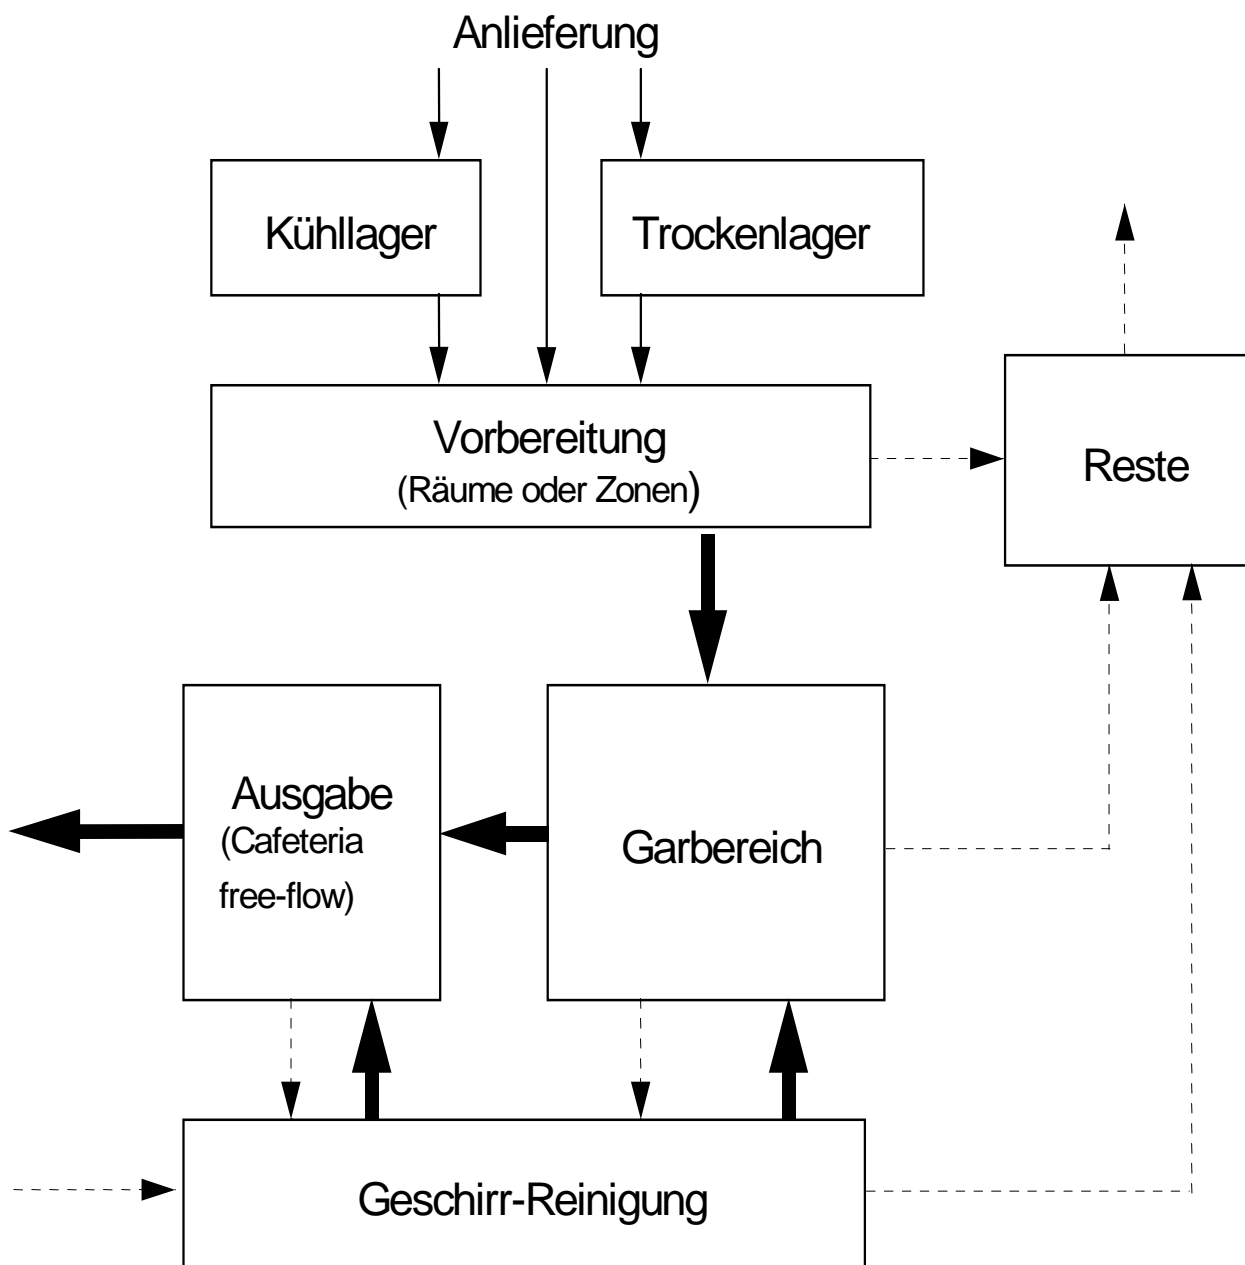 Anlieferung
Kühllager
Trockenlager
Vorbereitung
(Räume oder Zonen)
Reste
Ausgabe
(Cafeteria
free-flow)
Garbereich
Geschirr-Reinigung